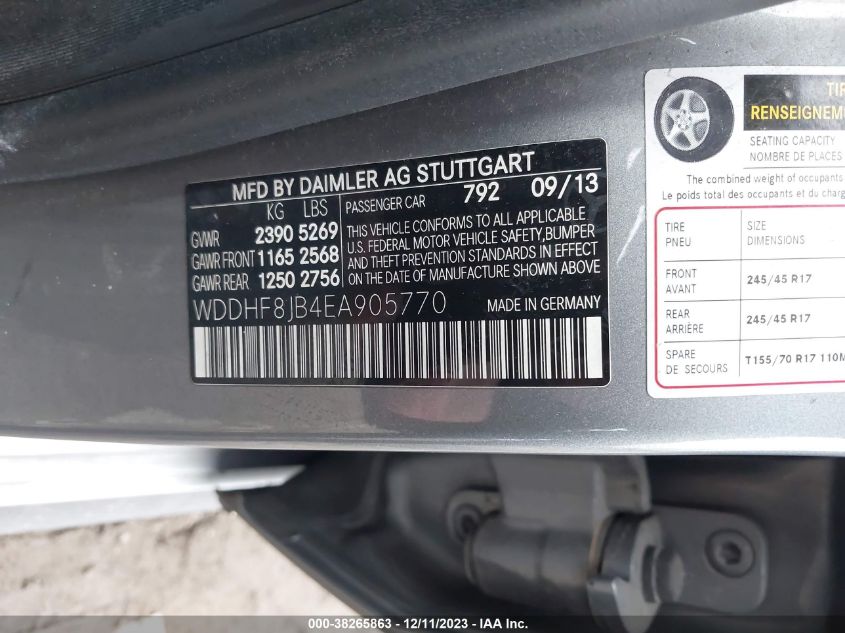 MFD BY DAIMLER AG STUTTGART
KG LBS
GVWR 2390 5269
GAWR FRONT 1165 2568
GAWR REAR 1250 2756
PASSENGER CAR 792 09/13
THIS VEHICLE CONFORMS TO ALL APPLICABLE
U.S. FEDERAL MOTOR VEHICLE SAFETY,BUMPER
AND THEFT PREVENTION STANDARDS IN EFFECT
ON THE DATE OF MANUFACTURE SHOWN ABOVE
WDDHF8JB4EA905770 MADE IN GERMANY
RENSEIGNEM
SEATING CAPACITY
NOMBRE DE PLACES
The combined weight of occupants
Le poids total des occupants et du
TIRE SIZE
PNEU DIMENSIONS
FRONT
AVANT 245/45 R17
REAR
ARRIÈRE 245/45 R17
SPARE
DE SECOURS T155/70 R17 110M
000-38265863 - 12/11/2023 - IAA Inc.